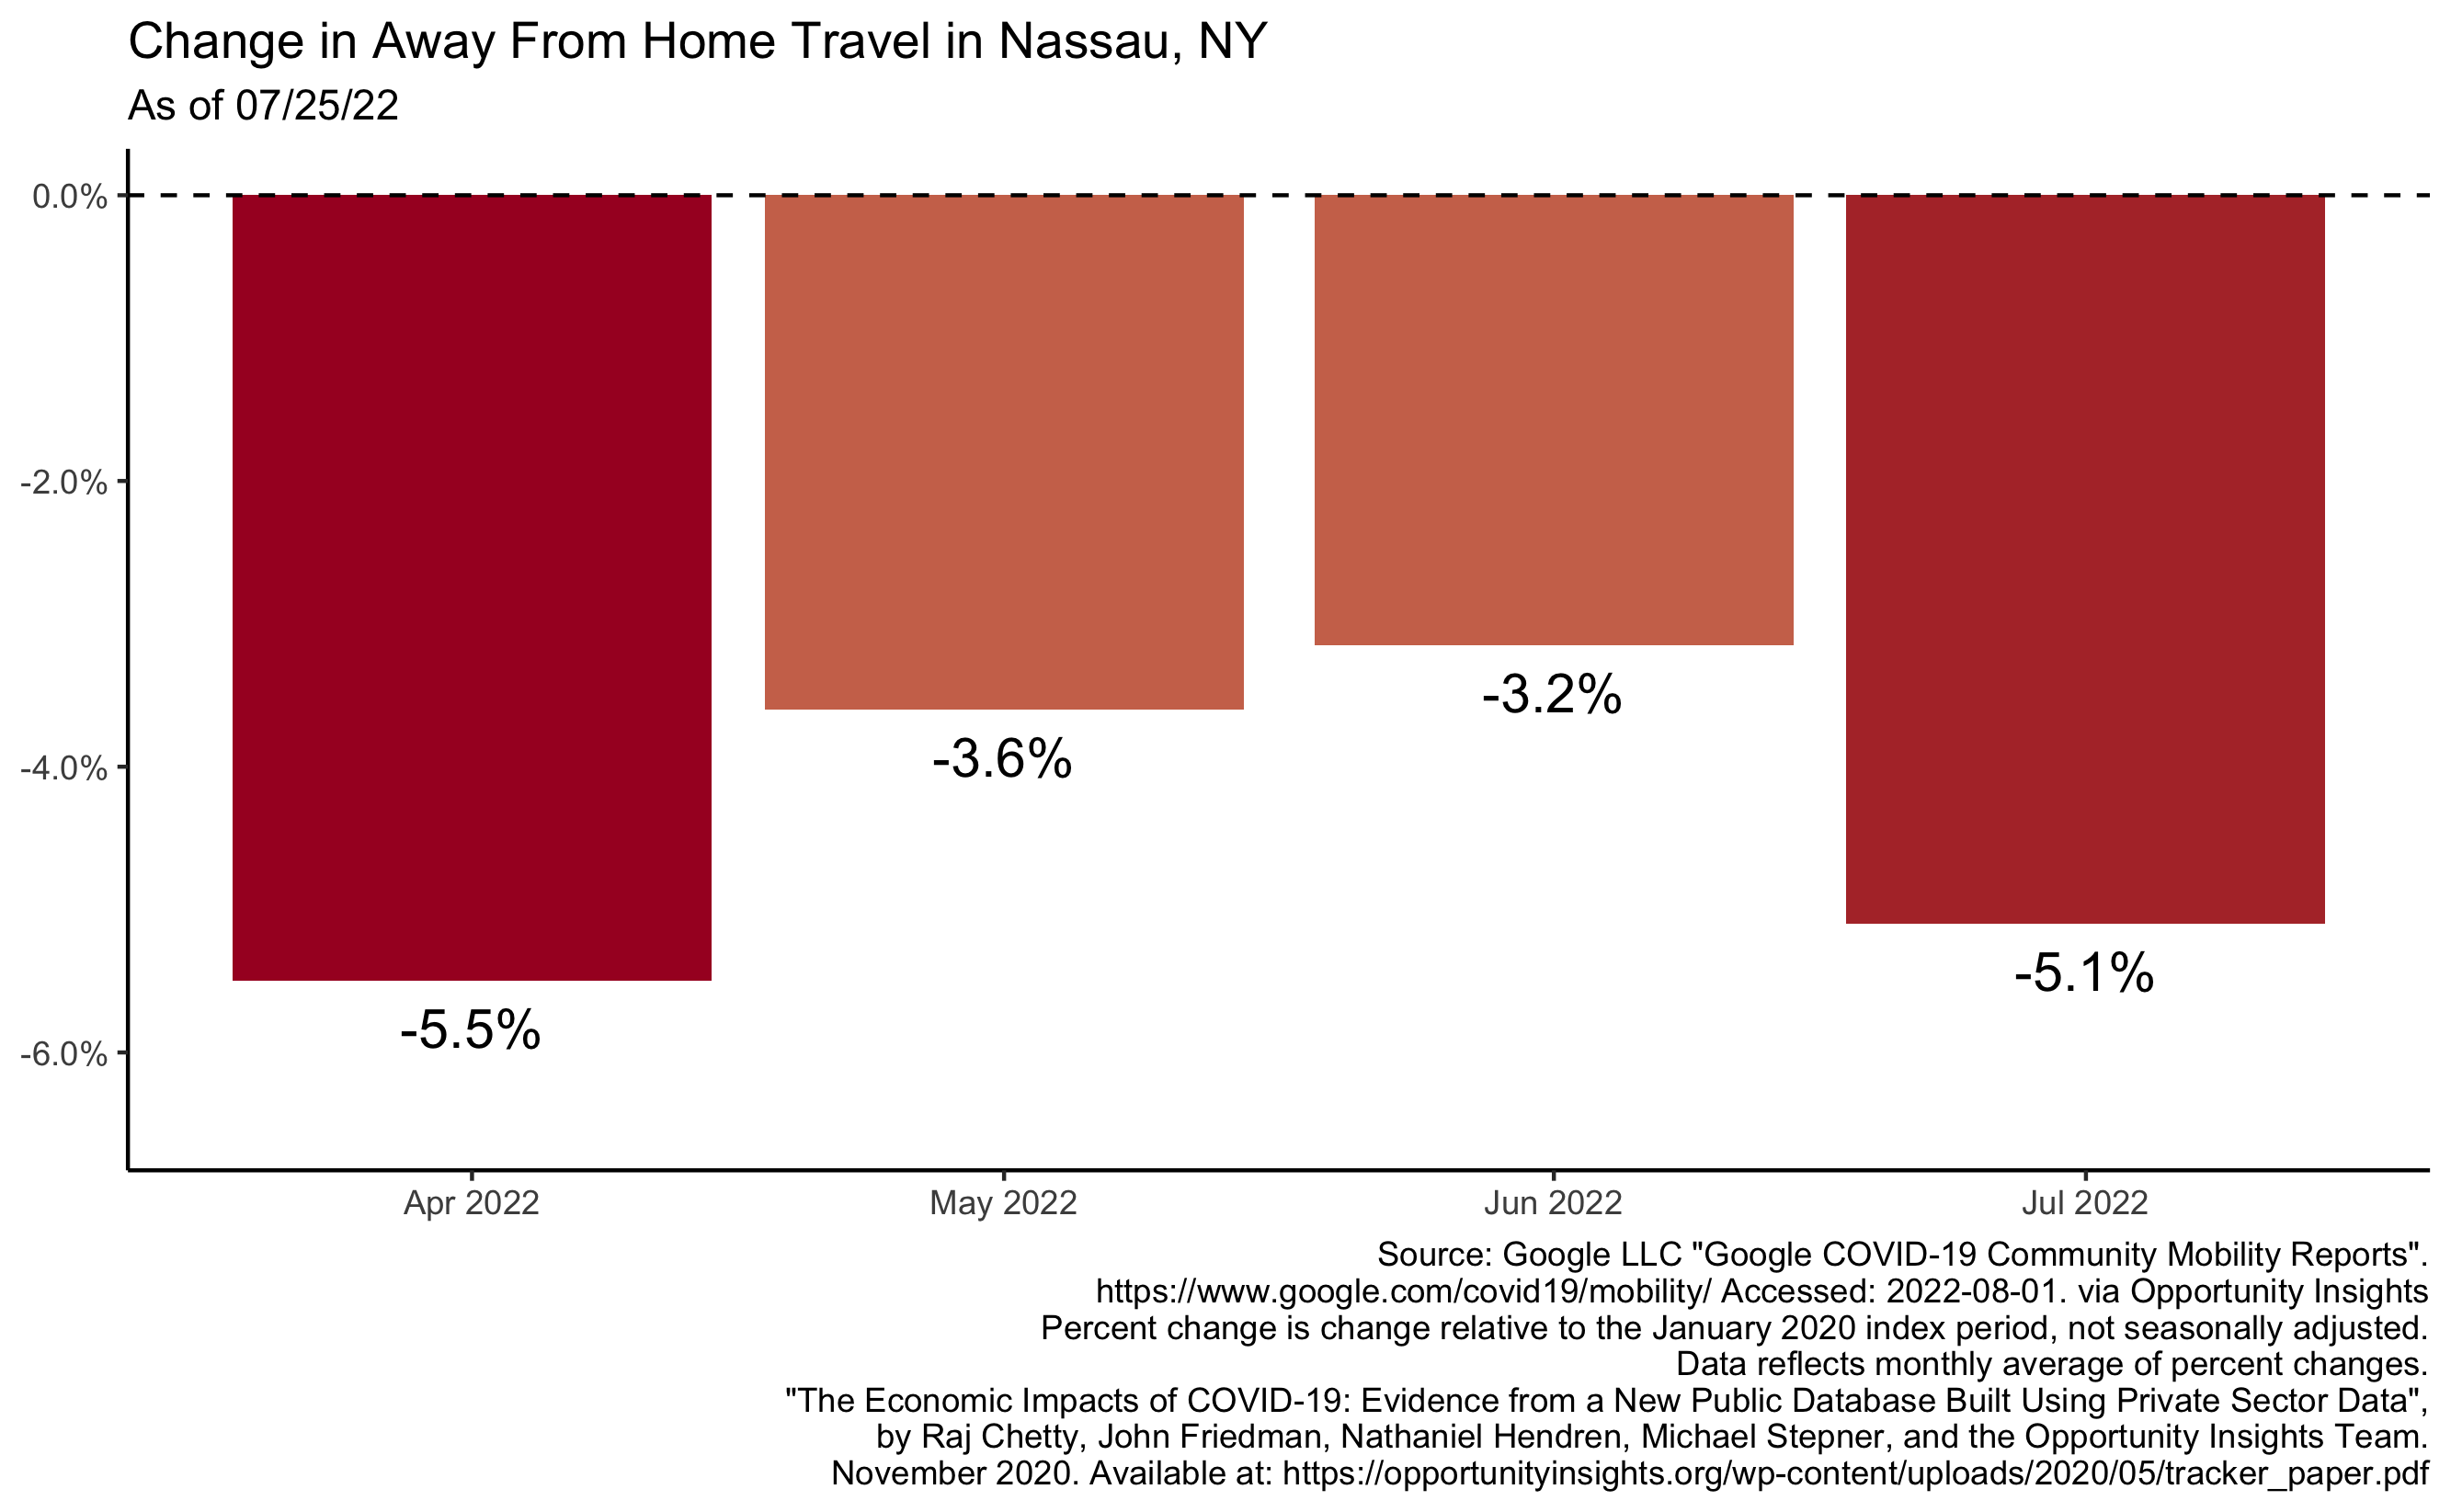 Change in Away From Home Travel in Nassau, NY
As of 07/25/22
0.0%
-2.0%
-4.0%
-6.0%
-5.5%
-3.6%
-3.2%
-5.1%
Apr 2022
May 2022
Jun 2022
Jul 2022
Source: Google LLC "Google COVID-19 Community Mobility Reports".
https://www.google.com/covid19/mobility/ Accessed: 2022-08-01. via Opportunity Insights
Percent change is change relative to the January 2020 index period, not seasonally adjusted.
Data reflects monthly average of percent changes.
"The Economic Impacts of COVID-19: Evidence from a New Public Database Built Using Private Sector Data",
by Raj Chetty, John Friedman, Nathaniel Hendren, Michael Stepner, and the Opportunity Insights Team.
November 2020. Available at: https://opportunityinsights.org/wp-content/uploads/2020/05/tracker_paper.pdf